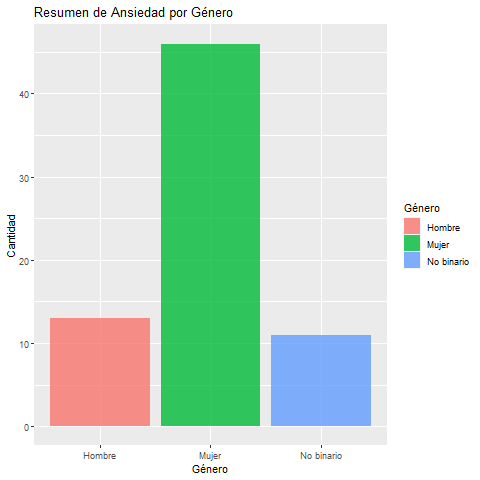 Resumen de Ansiedad por Género
Cantidad
40
30
20
10
0
Hombre
Mujer
No binario
Género
Género
Hombre
Mujer
No binario